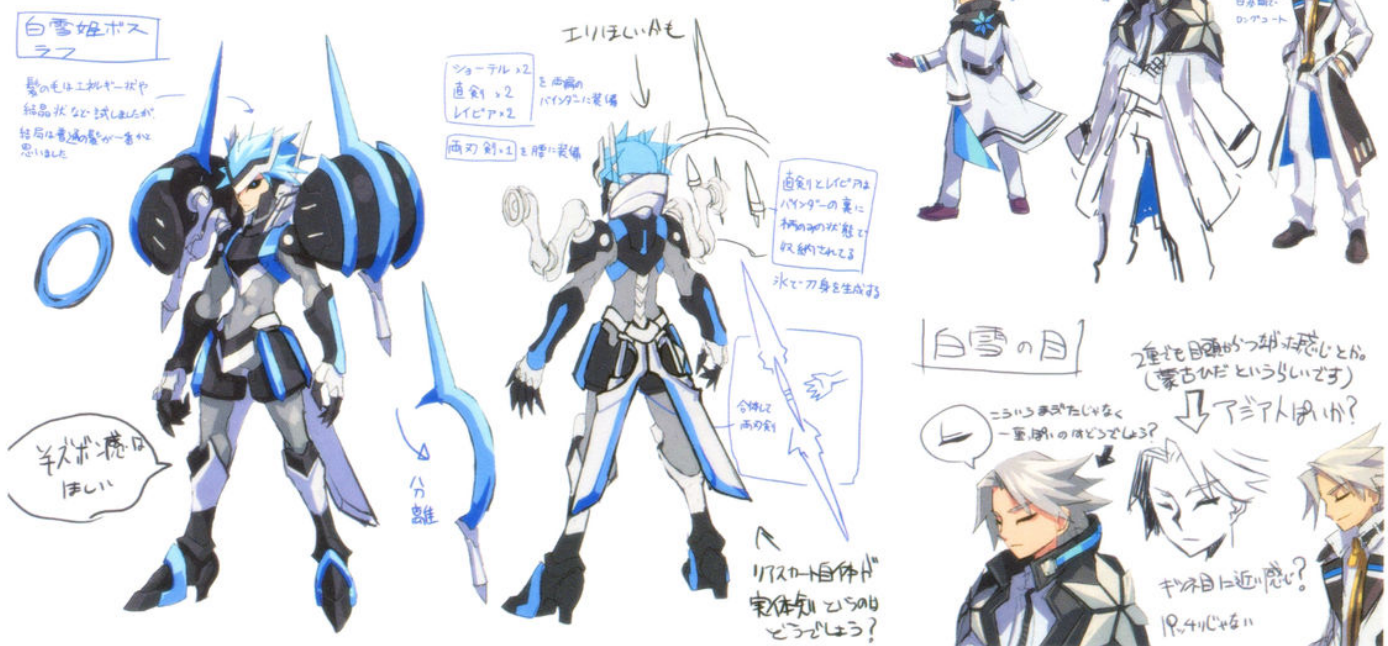 白雪姫ボス
ラフ
髪の毛はエネルギー状や
結晶状など試しましたが、
結局は普通の髪が一番かと
思いました
半ズボン感は
ほしい
エリほしいかも
ショーテル×2
直剣×2
レイピア×2
を両肩の
バインダーに装備
両刃剣×1を腰に装備
直剣とレイピアは
バインダーの裏に
柄のみの状態で
収納されてる
氷で刀身を生成する
合体して
両刃剣
分離
リアスカート自体が
実体剣というのは
どうでしょう?
ロングコート
白雪の目
こういうまぶたじゃなく
一重っぽいのはどうでしょう?
2重でも目頭からつながった感じとか。
(蒙古ひだというらしいです)
アジア人ぽいか?
キツネ目に近い感じ?
パッチリじゃない